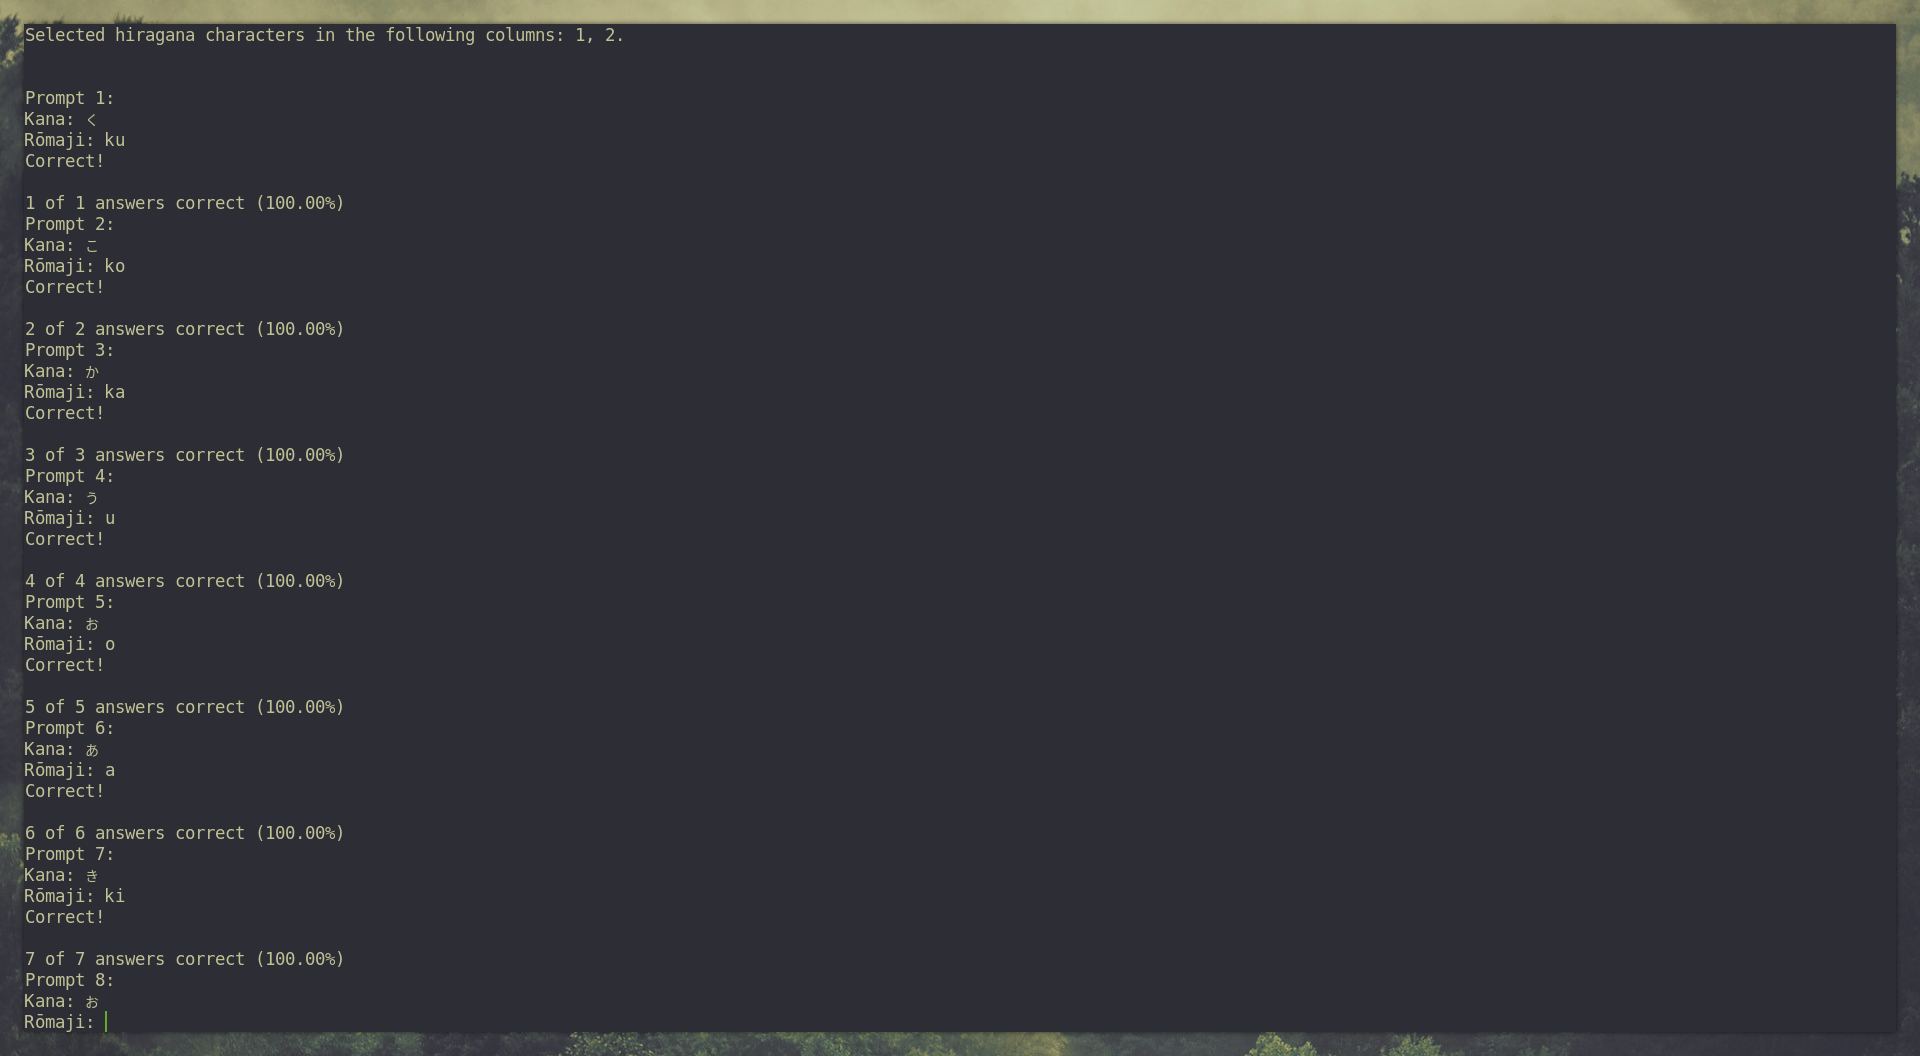 Selected hiragana characters in the following columns: 1, 2.
Prompt 1:
Kana: く
Rōmaji: ku
Correct!
1 of 1 answers correct (100.00%)
Prompt 2:
Kana: こ
Rōmaji: ko
Correct!
2 of 2 answers correct (100.00%)
Prompt 3:
Kana: か
Rōmaji: ka
Correct!
3 of 3 answers correct (100.00%)
Prompt 4:
Kana: う
Rōmaji: u
Correct!
4 of 4 answers correct (100.00%)
Prompt 5:
Kana: お
Rōmaji: o
Correct!
5 of 5 answers correct (100.00%)
Prompt 6:
Kana: あ
Rōmaji: a
Correct!
6 of 6 answers correct (100.00%)
Prompt 7:
Kana: き
Rōmaji: ki
Correct!
7 of 7 answers correct (100.00%)
Prompt 8:
Kana: お
Rōmaji: